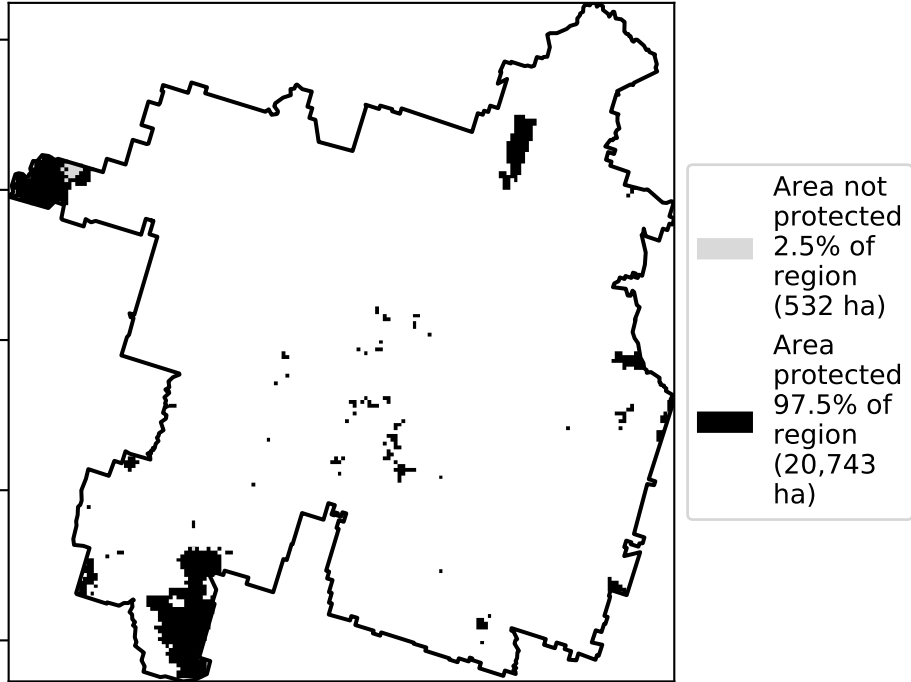 Area not
protected
2.5% of
region
(532 ha)
Area
protected
97.5% of
region
(20,743
ha)